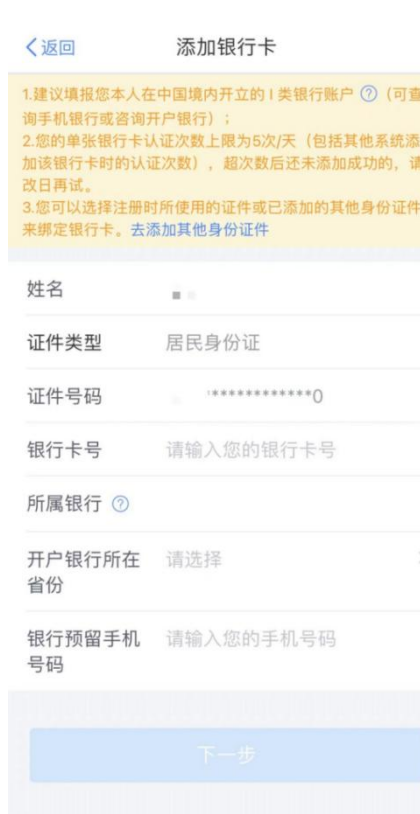 返回
添加银行卡
1.建议填报您本人在中国境内开立的 I 类银行账户 ? (可查
询手机银行或咨询开户银行)；
2.您的单张银行卡认证次数上限为5次/天（包括其他系统添
加该银行卡时的认证次数），超次数后还未添加成功的，请
改日再试。
3.您可以选择注册时所使用的证件或已添加的其他身份证件
来绑定银行卡。去添加其他身份证件
姓名
证件类型 居民身份证
证件号码 ************0
银行卡号 请输入您的银行卡号
所属银行 ?
开户银行所在 请选择
省份
银行预留手机 请输入您的手机号码
号码
下一步